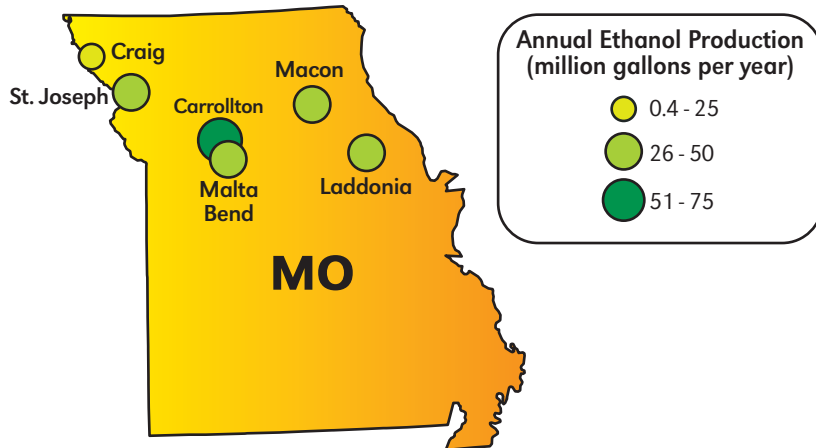 Craig
St. Joseph
Carrollton
Malta
Bend
Macon
Laddonia
MO
Annual Ethanol Production
(million gallons per year)
0.4 - 25
26 - 50
51 - 75